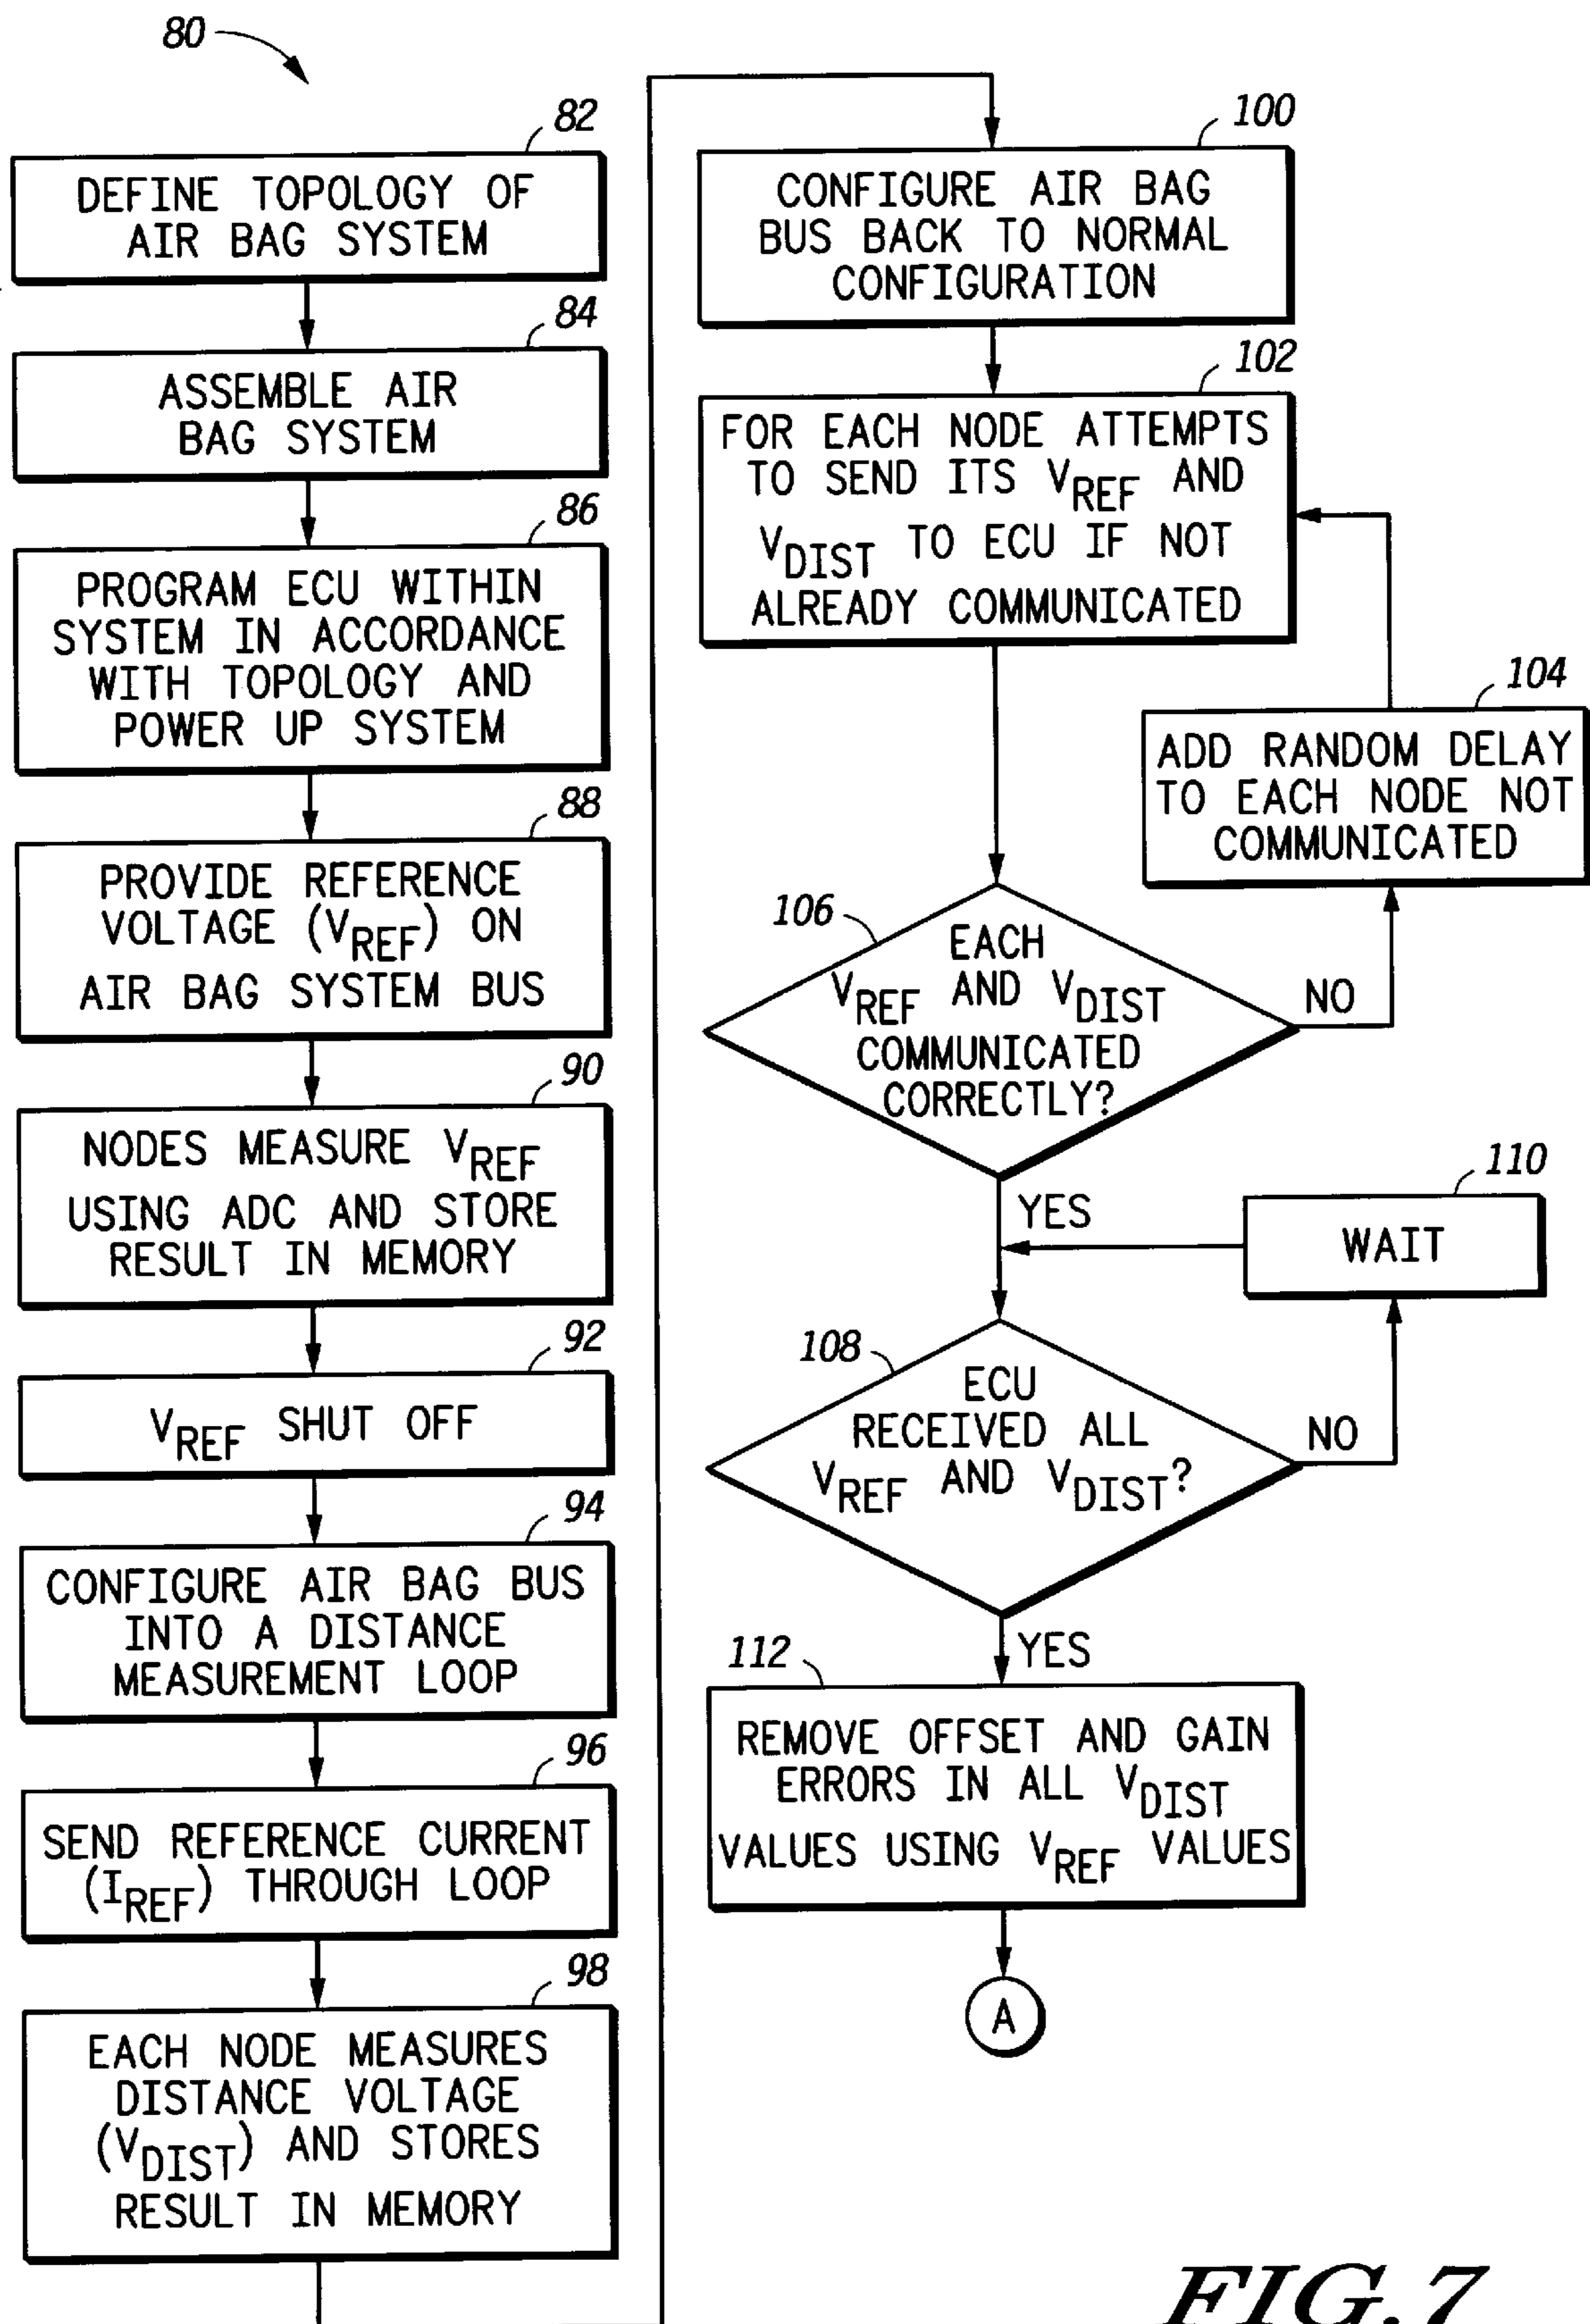 80
82
DEFINE TOPOLOGY OF
AIR BAG SYSTEM
84
ASSEMBLE AIR
BAG SYSTEM
86
PROGRAM ECU WITHIN
SYSTEM IN ACCORDANCE
WITH TOPOLOGY AND
POWER UP SYSTEM
88
PROVIDE REFERENCE
VOLTAGE (VREF) ON
AIR BAG SYSTEM BUS
90
NODES MEASURE VREF
USING ADC AND STORE
RESULT IN MEMORY
92
VREF SHUT OFF
94
CONFIGURE AIR BAG BUS
INTO A DISTANCE
MEASUREMENT LOOP
96
SEND REFERENCE CURRENT
(IREF) THROUGH LOOP
98
EACH NODE MEASURES
DISTANCE VOLTAGE
(VDIST) AND STORES
RESULT IN MEMORY
100
CONFIGURE AIR BAG
BUS BACK TO NORMAL
CONFIGURATION
102
FOR EACH NODE ATTEMPTS
TO SEND ITS VREF AND
VDIST TO ECU IF NOT
ALREADY COMMUNICATED
104
ADD RANDOM DELAY
TO EACH NODE NOT
COMMUNICATED
106
EACH
VREF AND VDIST
COMMUNICATED
CORRECTLY?
NO
YES
110
WAIT
108
ECU
RECEIVED ALL
VREF AND VDIST?
NO
YES
112
REMOVE OFFSET AND GAIN
ERRORS IN ALL VDIST
VALUES USING VREF VALUES
A
FIG.7